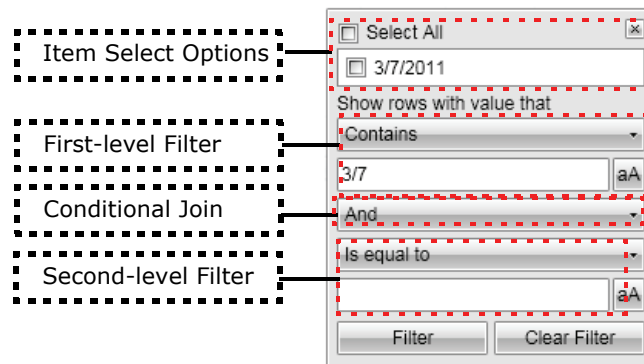 Item Select Options
First-level Filter
Conditional Join
Second-level Filter
Select All
3/7/2011
Show rows with value that
Contains
3/7
aA
And
Is equal to
aA
Filter
Clear Filter